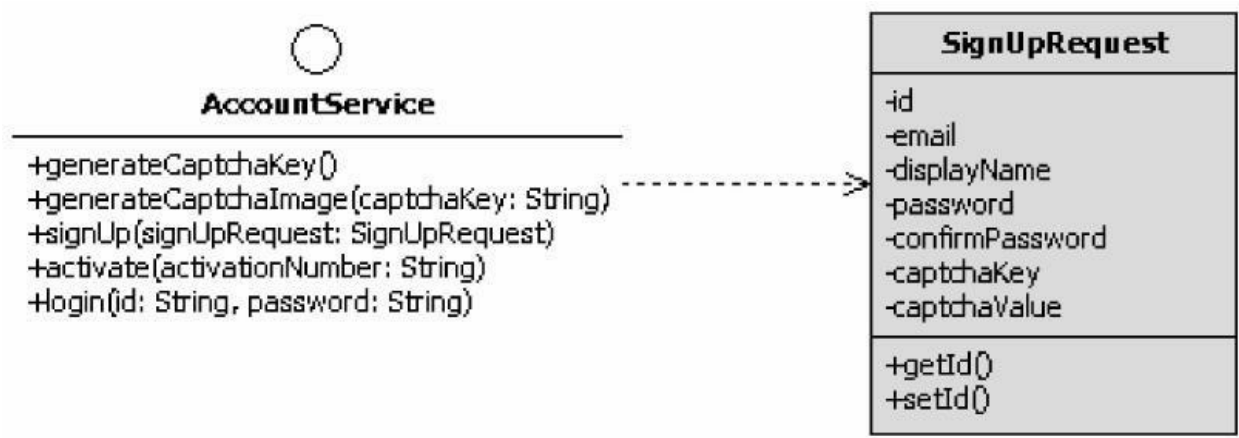 AccountService
+generateCaptchaKey()
+generateCaptchaImage(captchaKey: String)
+signUp(signUpRequest: SignUpRequest)
+activate(activationNumber: String)
+login(id: String, password: String)
SignUpRequest
-id
-email
-displayName
-password
-confirmPassword
-captchaKey
-captchaValue
+getId()
+setId()